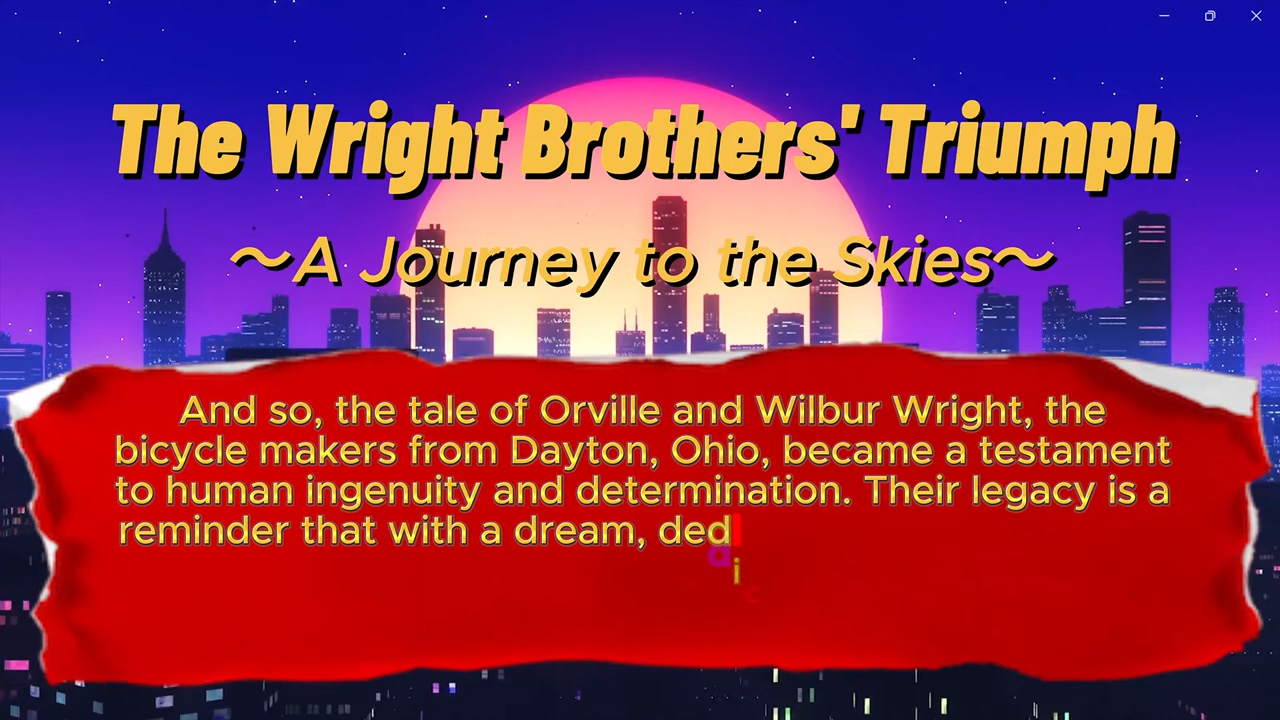 The Wright Brothers' Triumph
～A Journey to the Skies～
And so, the tale of Orville and Wilbur Wright, the
bicycle makers from Dayton, Ohio, became a testament
to human ingenuity and determination. Their legacy is a
reminder that with a dream, ded